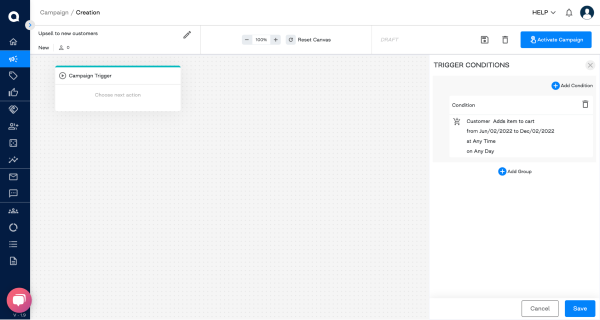 Campaign / Creation
HELP
Upsell to new customers
New 0
100%
Reset Canvas
DRAFT
Activate Campaign
Campaign Trigger
Choose next action
TRIGGER CONDITIONS
Add Condition
Condition
Customer Adds item to cart
from Jun/02/2022 to Dec/02/2022
at Any Time
on Any Day
Add Group
Cancel
Save
V - 1.9